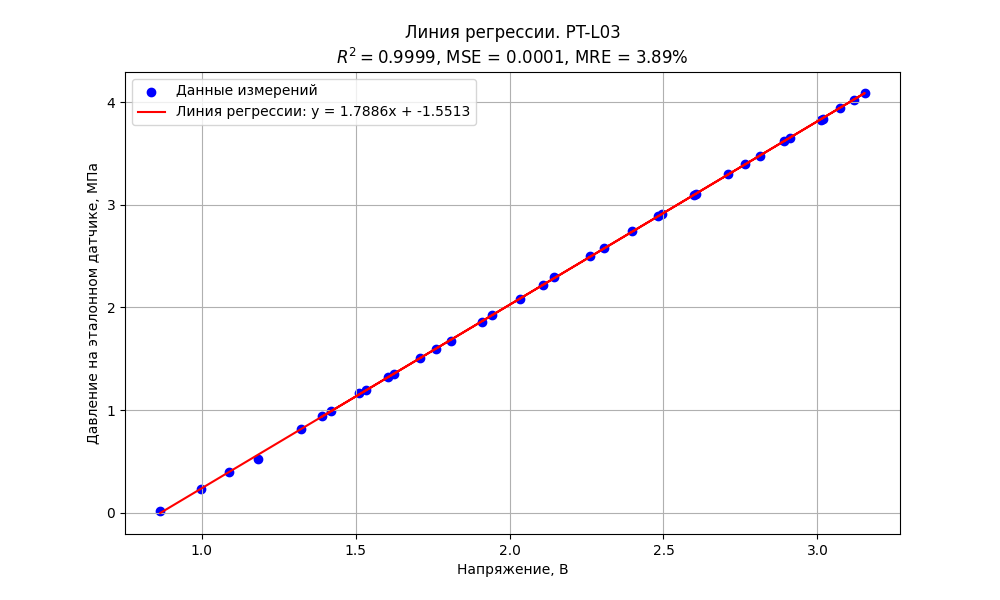 Линия регрессии. PT-L03
R² = 0.9999, MSE = 0.0001, MRE = 3.89%
Данные измерений
Линия регрессии: y = 1.7886x + -1.5513
Давление на эталонном датчике, МПа
4
3
2
1
0
1.0 1.5 2.0 2.5 3.0
Напряжение, В